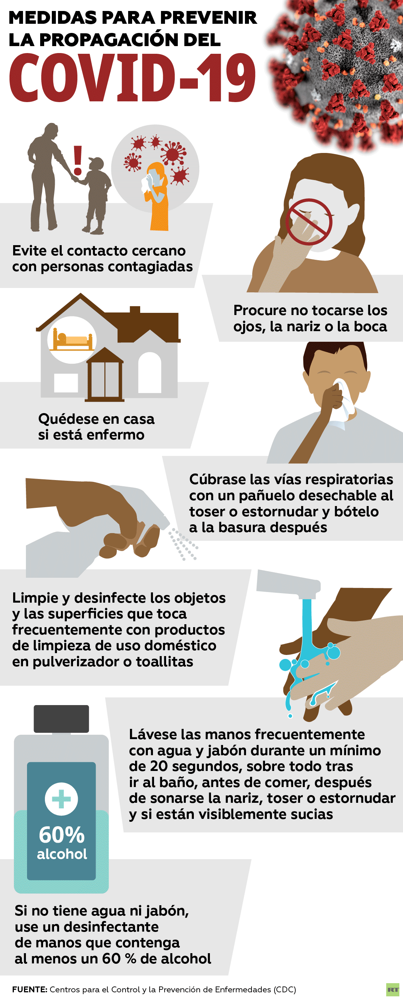 MEDIDAS PARA PREVENIR
LA PROPAGACIÓN DEL
COVID-19
!
Evite el contacto cercano
con personas contagiadas
Procure no tocarse los
ojos, la nariz o la boca
Quédese en casa
si está enfermo
Cúbrase las vías respiratorias
con un pañuelo desechable al
toser o estornudar y bótelo
a la basura después
Limpie y desinfecte los objetos
y las superficies que toca
frecuentemente con productos
de limpieza de uso doméstico
en pulverizador o toallitas
Lávese las manos frecuentemente
con agua y jabón durante un mínimo
de 20 segundos, sobre todo tras
ir al baño, antes de comer, después
de sonarse la nariz, toser o estornudar
y si están visiblemente sucias
60%
alcohol
Si no tiene agua ni jabón,
use un desinfectante
de manos que contenga
al menos un 60 % de alcohol
FUENTE: Centros para el Control y la Prevención de Enfermedades (CDC)
RT